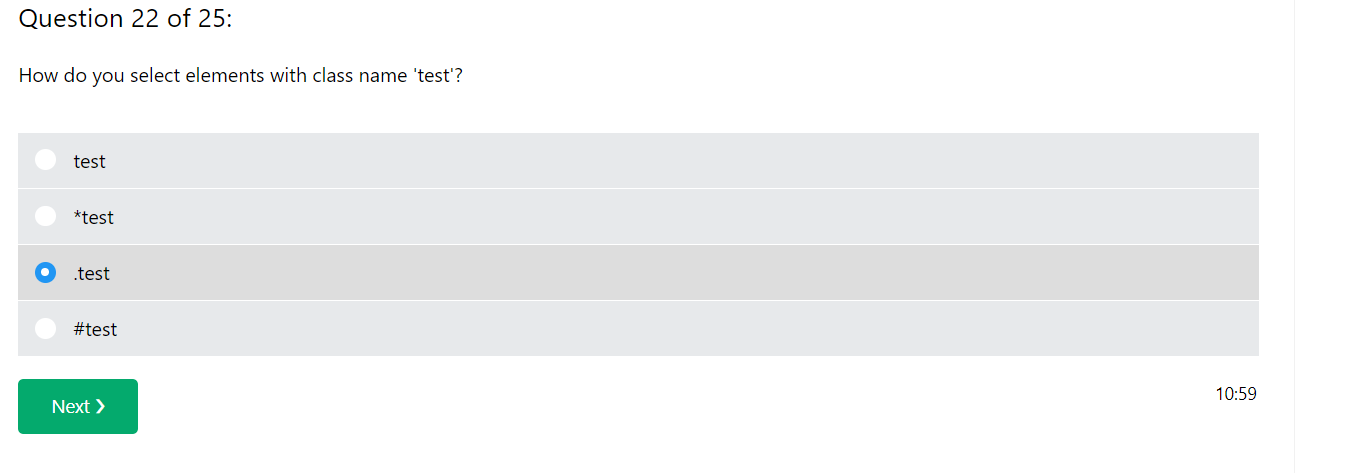 Question 22 of 25:
How do you select elements with class name 'test'?
test
*test
.test
#test
Next ❯
10:59